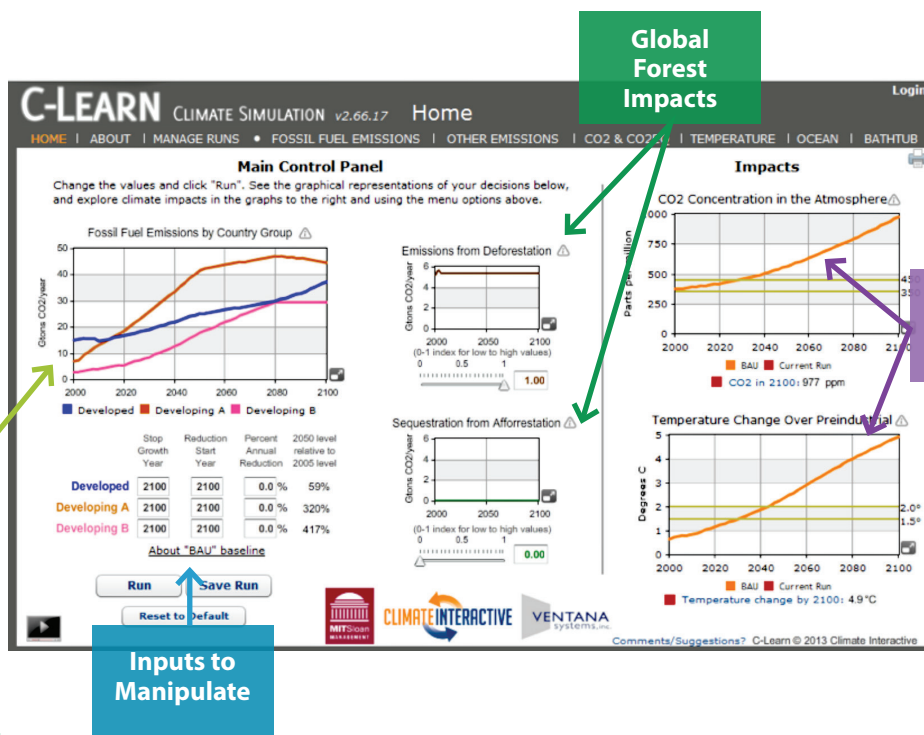 Global
Forest
Impacts
C-LEARN CLIMATE SIMULATION v2.66.17 Home
Login
HOME | ABOUT | MANAGE RUNS • FOSSIL FUEL EMISSIONS | OTHER EMISSIONS | CO2 & CO2EQ | TEMPERATURE | OCEAN | BATHTUB
Main Control Panel
Change the values and click "Run". See the graphical representations of your decisions below,
and explore climate impacts in the graphs to the right and using the menu options above.
Fossil Fuel Emissions by Country Group
Gtons CO2/year
50
40
30
20
10
0
2000 2020 2040 2060 2080 2100
Developed Developing A Developing B
Stop Growth Year Reduction Start Year Percent Annual Reduction 2050 level relative to 2005 level
Developed 2100 2100 0.0 % 59%
Developing A 2100 2100 0.0 % 320%
Developing B 2100 2100 0.0 % 417%
About "BAU" baseline
Run Save Run
Reset to Default
Inputs to
Manipulate
Emissions from Deforestation
Gtons CO2/year
6
4
2
0
2000 2050 2100
(0-1 index for low to high values)
0 0.5 1
1.00
Sequestration from Afforrestation
Gtons CO2/year
6
4
2
0
2000 2050 2100
(0-1 index for low to high values)
0 0.5 1
0.00
MIT Sloan
MANAGEMENT
CLIMATE INTERACTIVE
VENTANA
systems, inc.
Impacts
CO2 Concentration in the Atmosphere
Parts per million
000
750
500
250
0
450
350
2000 2020 2040 2060 2080 2100
BAU Current Run
CO2 in 2100: 977 ppm
Temperature Change Over Preindustrial
Degrees C
5
4
3
2
1
0
2.0°
1.5°
2000 2020 2040 2060 2080 2100
BAU Current Run
Temperature change by 2100: 4.9°C
Comments/Suggestions? C-Learn © 2013 Climate Interactive